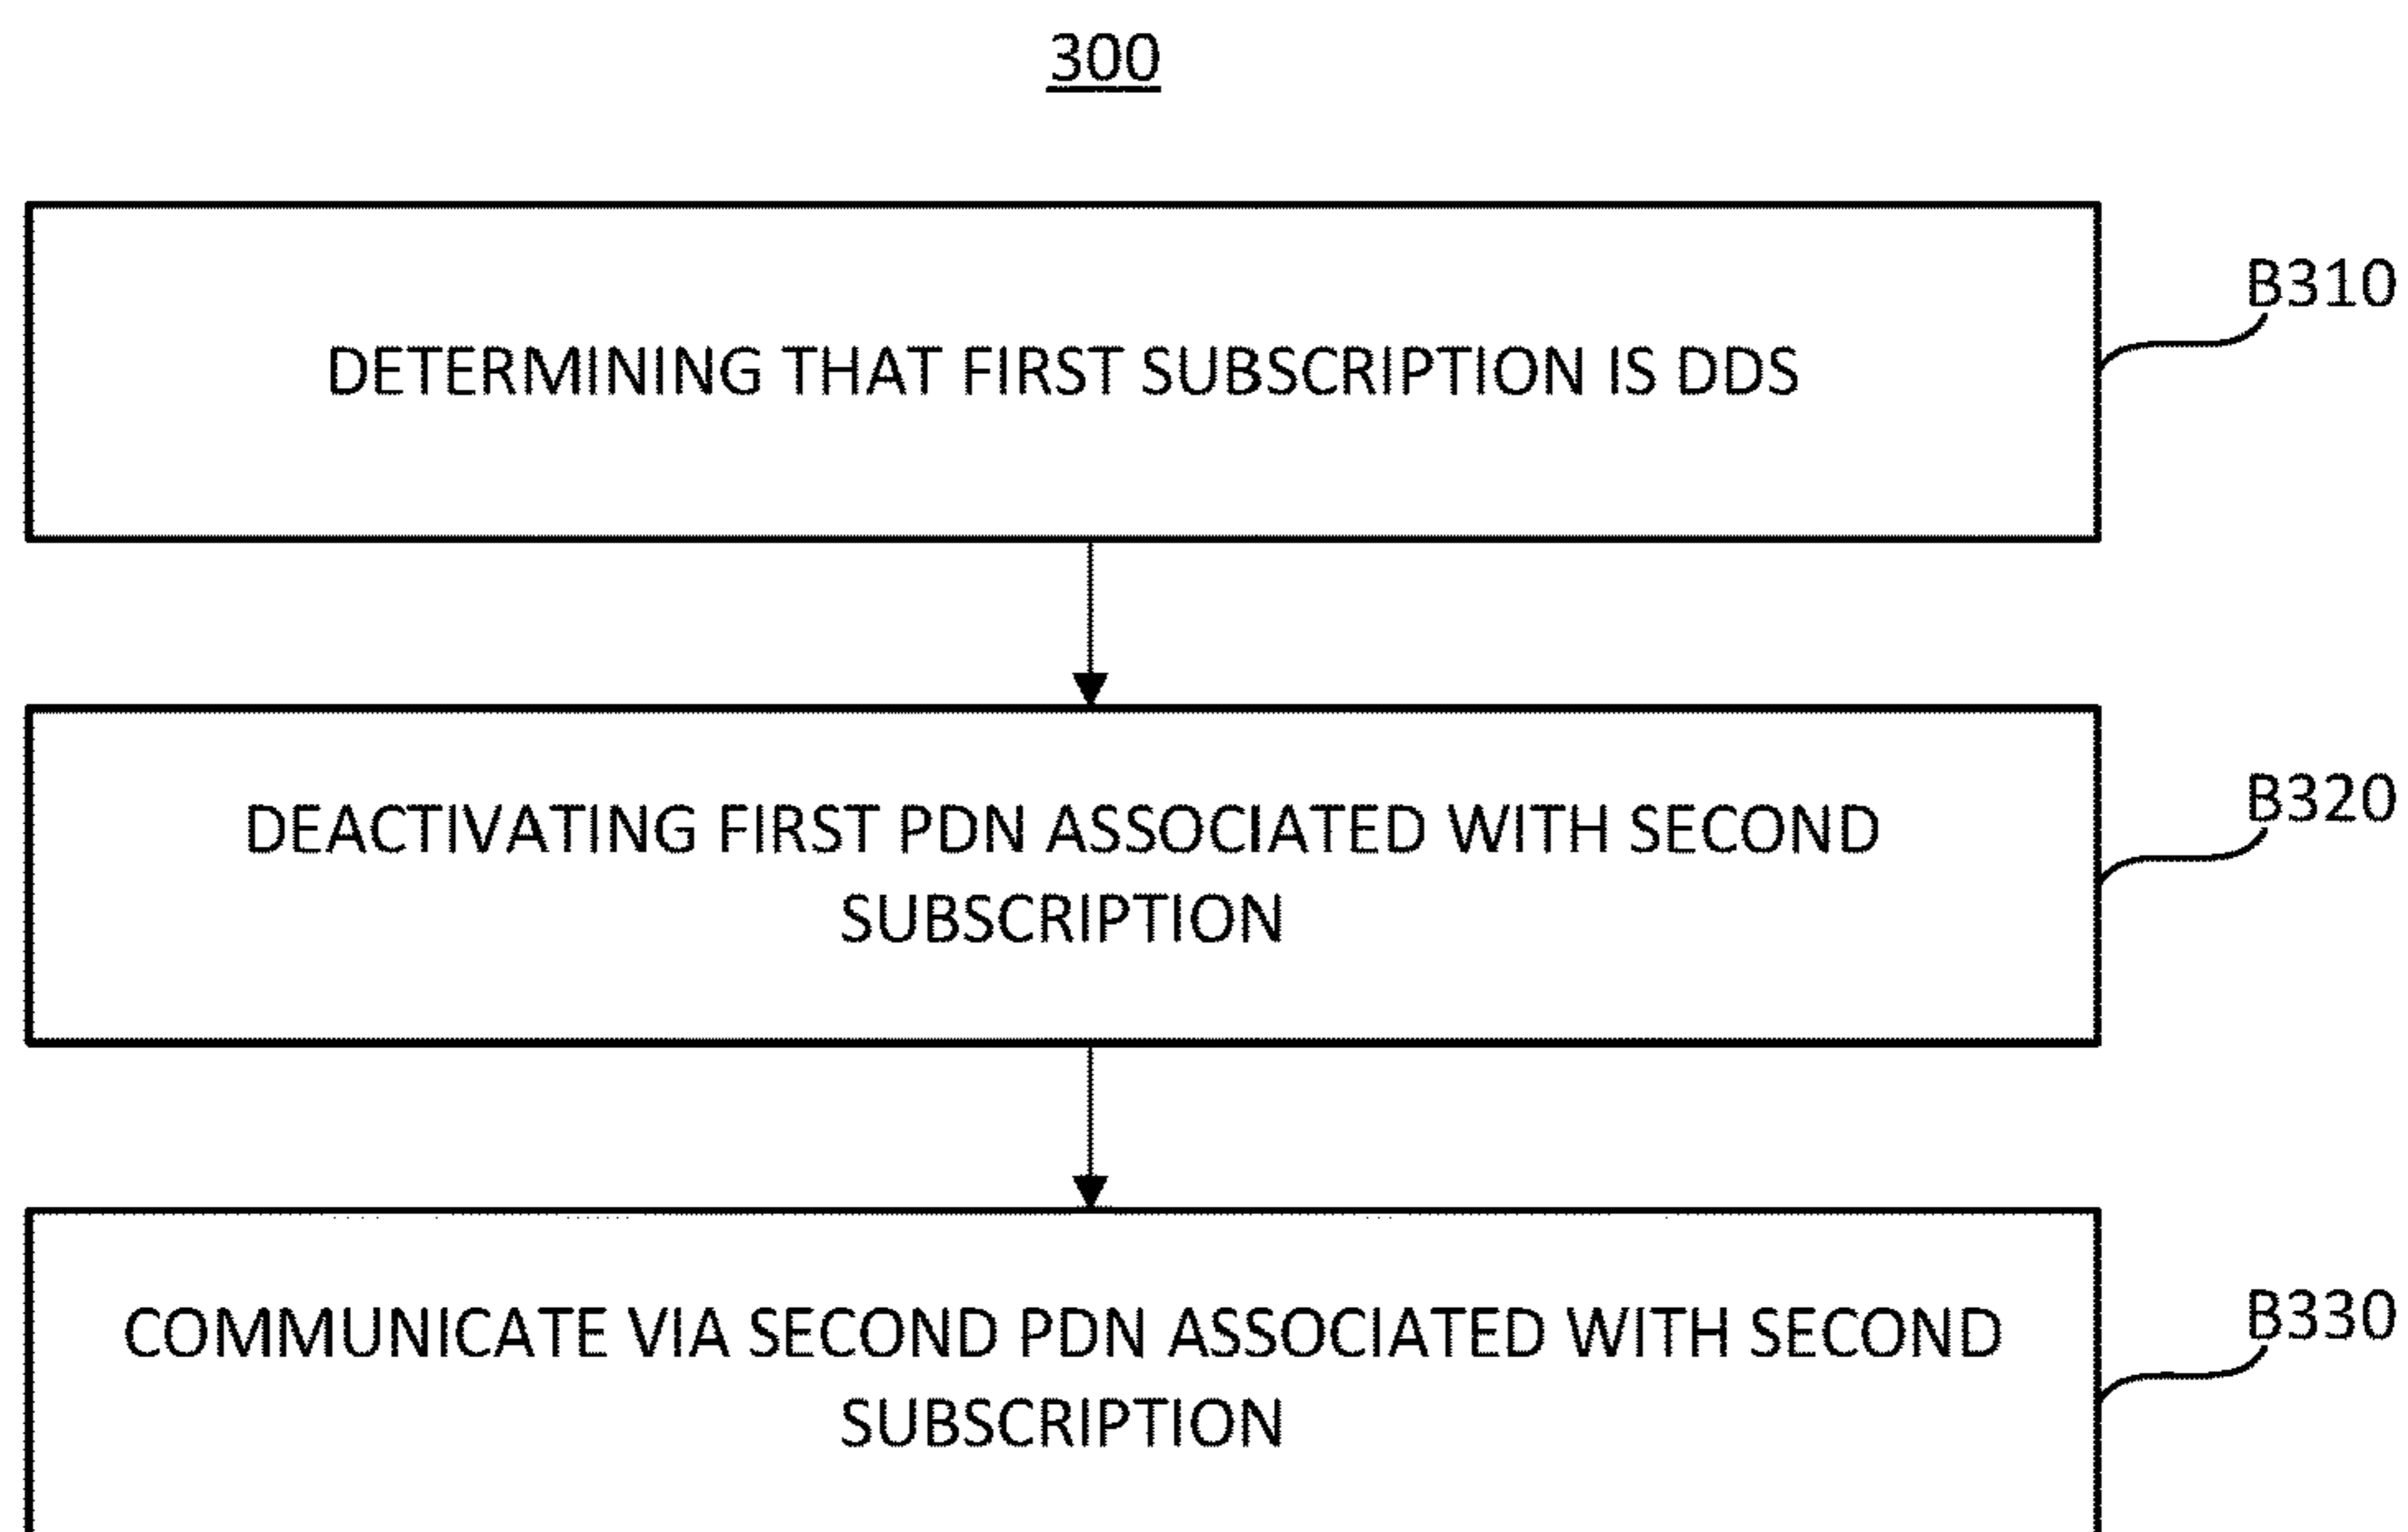 300
DETERMINING THAT FIRST SUBSCRIPTION IS DDS
B310
DEACTIVATING FIRST PDN ASSOCIATED WITH SECOND
SUBSCRIPTION
B320
COMMUNICATE VIA SECOND PDN ASSOCIATED WITH SECOND
SUBSCRIPTION
B330